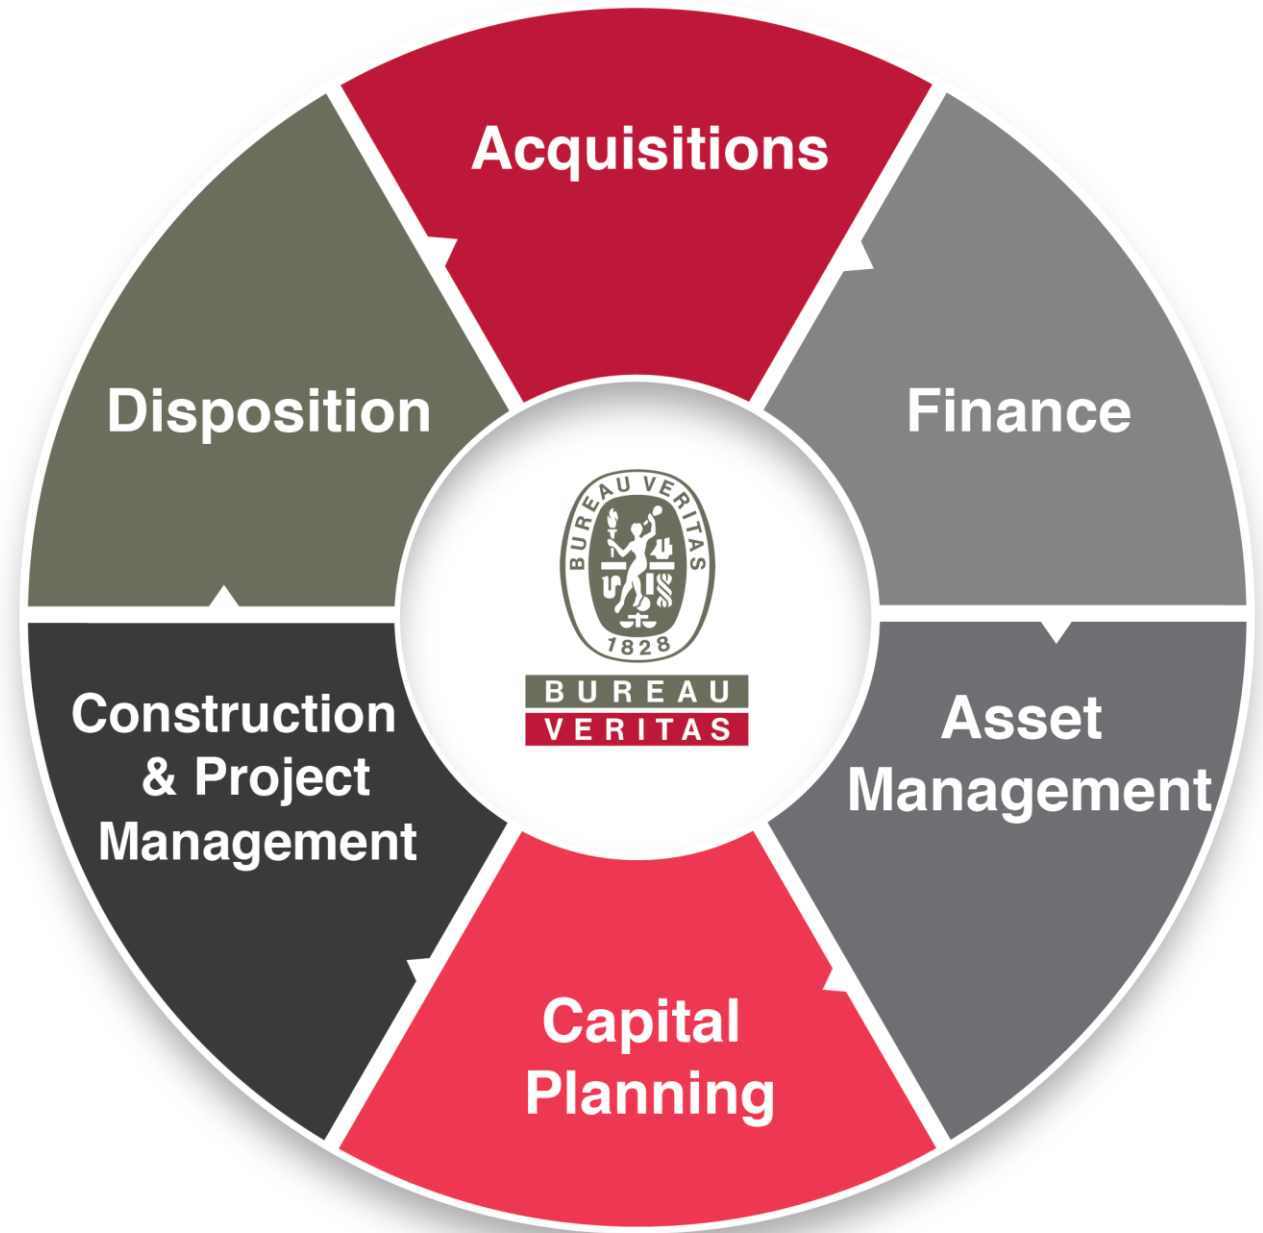 Acquisitions
Finance
Asset
Management
Capital
Planning
Construction
& Project
Management
Disposition
BUREAU VERITAS
1828
BUREAU
VERITAS